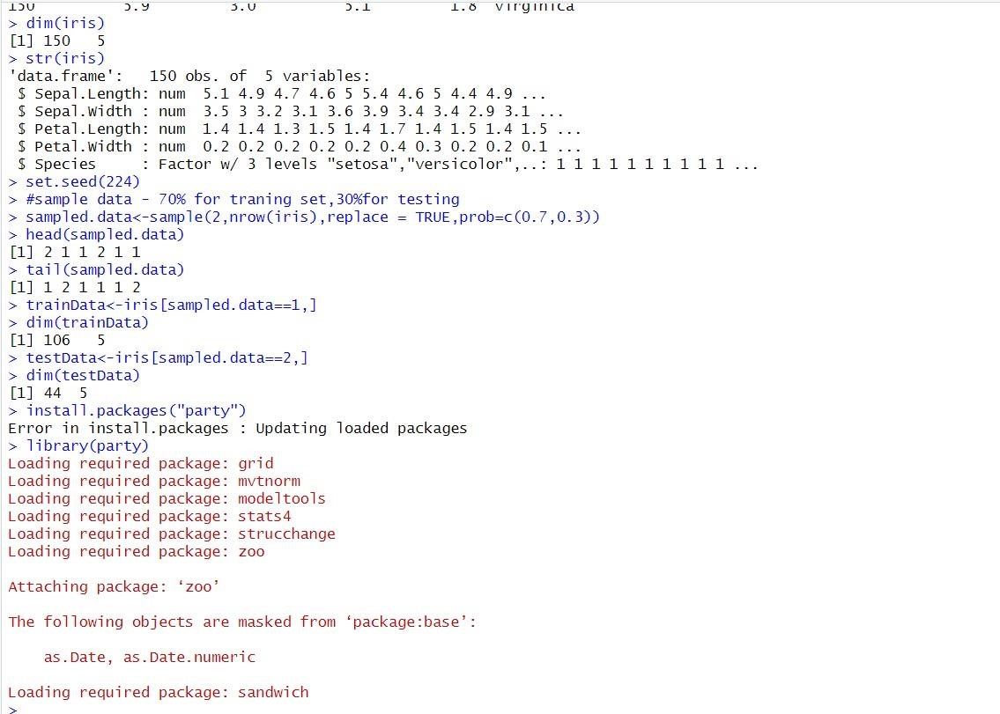 150 5.9 3.0 5.1 1.8 virginica
> dim(iris)
[1] 150   5
> str(iris)
'data.frame':   150 obs. of  5 variables:
 $ Sepal.Length: num  5.1 4.9 4.7 4.6 5 5.4 4.6 5 4.4 4.9 ...
 $ Sepal.Width : num  3.5 3 3.2 3.1 3.6 3.9 3.4 3.4 2.9 3.1 ...
 $ Petal.Length: num  1.4 1.4 1.3 1.5 1.4 1.7 1.4 1.5 1.4 1.5 ...
 $ Petal.Width : num  0.2 0.2 0.2 0.2 0.2 0.4 0.3 0.2 0.2 0.1 ...
 $ Species     : Factor w/ 3 levels "setosa","versicolor",..: 1 1 1 1 1 1 1 1 1 1 ...
> set.seed(224)
> #sample data - 70% for traning set,30%for testing
> sampled.data<-sample(2,nrow(iris),replace = TRUE,prob=c(0.7,0.3))
> head(sampled.data)
[1] 2 1 1 2 1 1
> tail(sampled.data)
[1] 1 2 1 1 1 2
> trainData<-iris[sampled.data==1,]
> dim(trainData)
[1] 106   5
> testData<-iris[sampled.data==2,]
> dim(testData)
[1] 44  5
> install.packages("party")
Error in install.packages : Updating loaded packages
> library(party)
Loading required package: grid
Loading required package: mvtnorm
Loading required package: modeltools
Loading required package: stats4
Loading required package: strucchange
Loading required package: zoo
Attaching package: ‘zoo’
The following objects are masked from ‘package:base’:
    as.Date, as.Date.numeric
Loading required package: sandwich
>